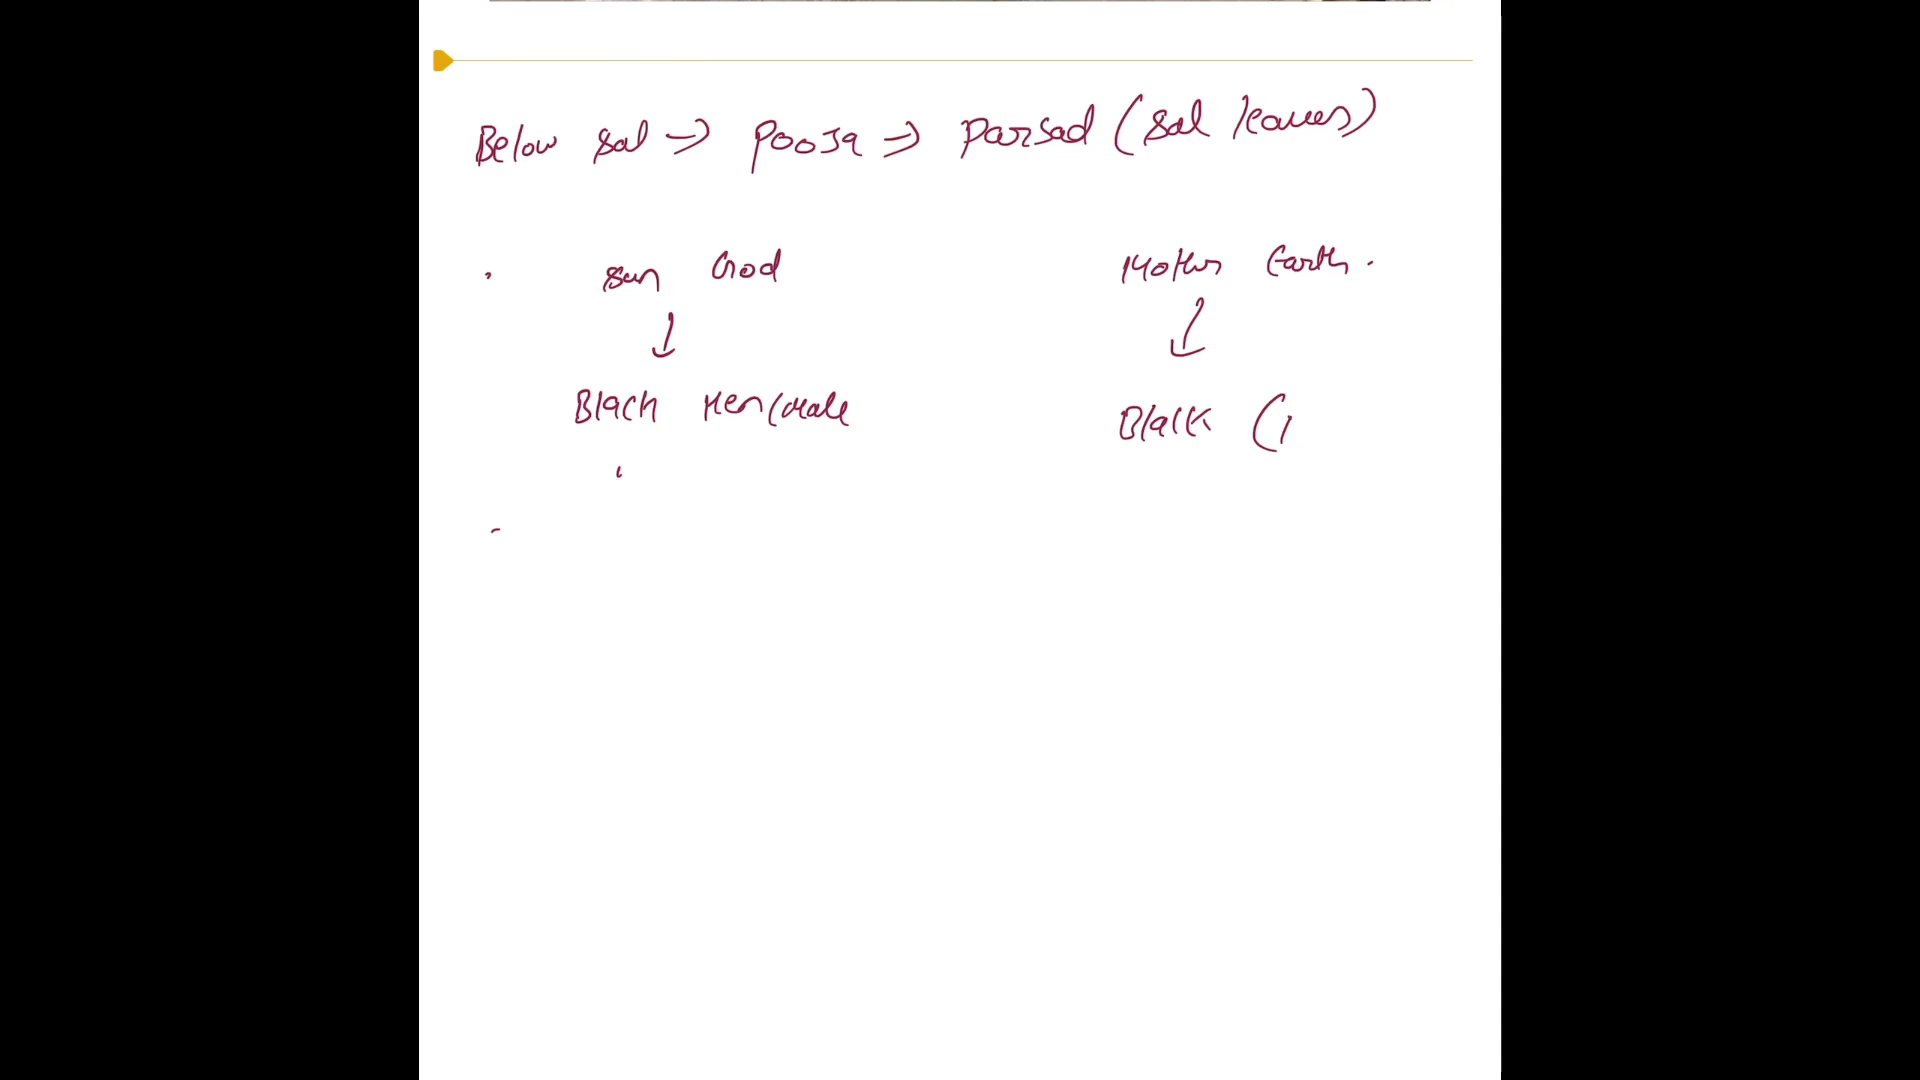 Below sal → Pooja → Parsad (sal leaves)
Sun God Mother Earth.
Black Hen/Male Black (